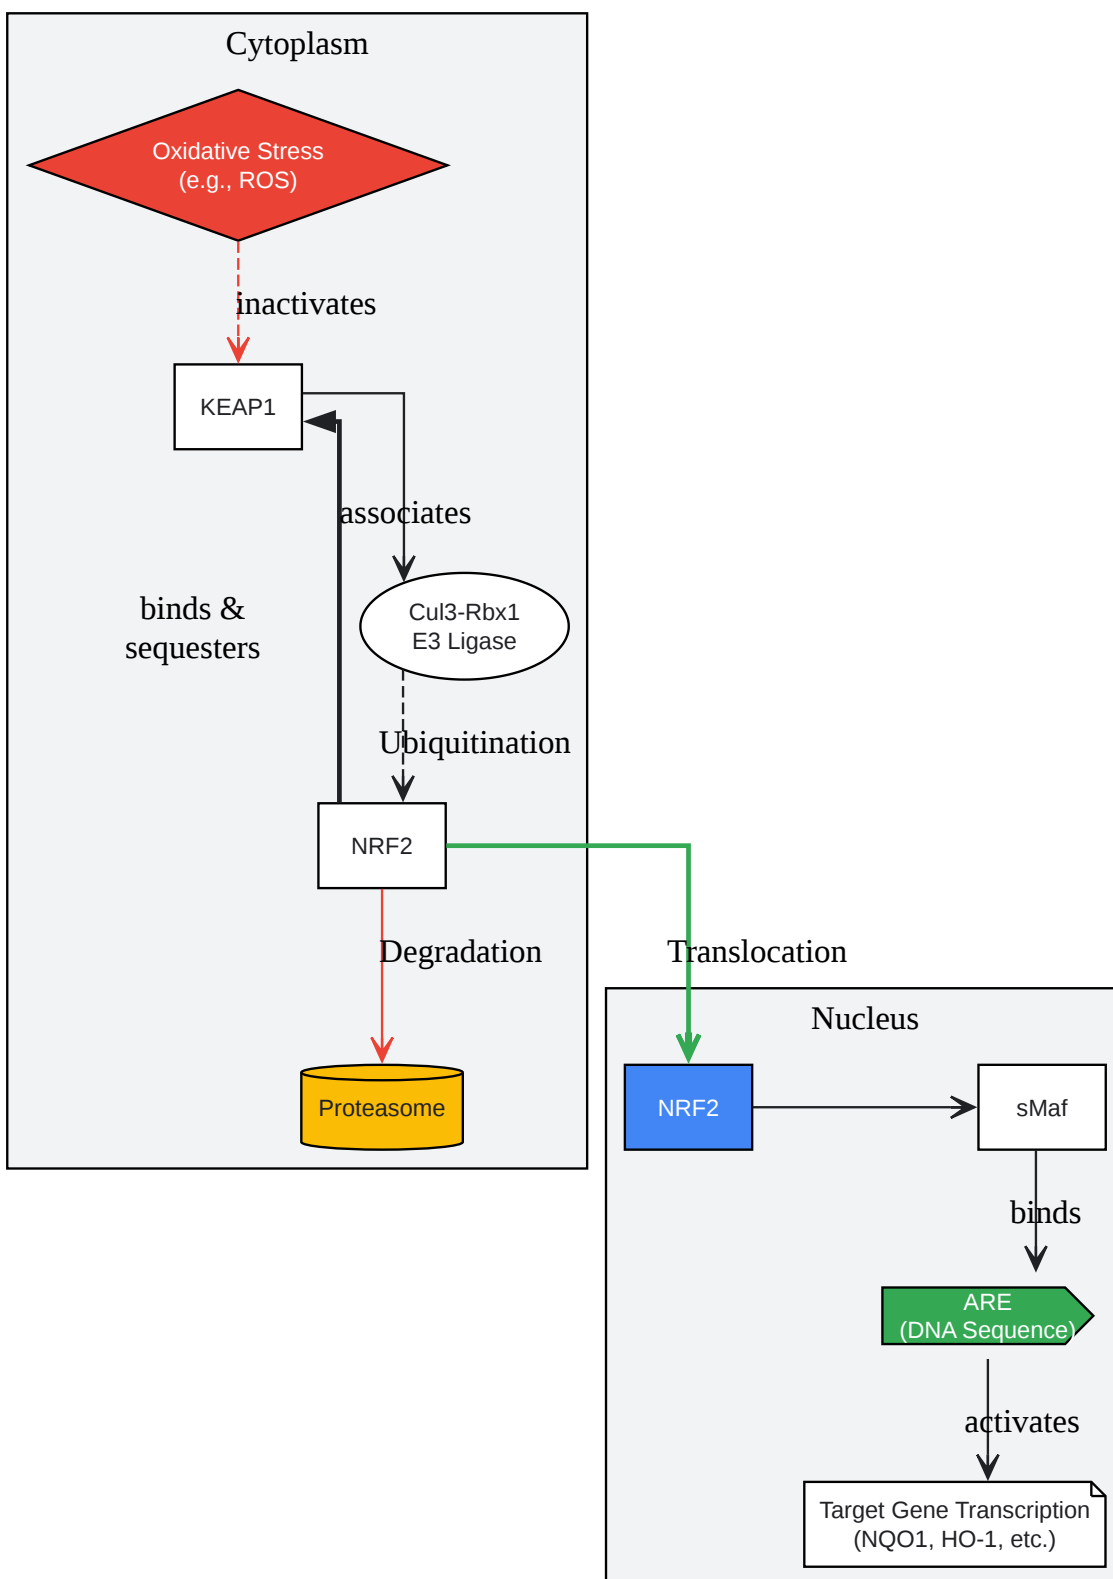 Cytoplasm
Oxidative Stress
(e.g., ROS)
inactivates
KEAP1
associates
binds &
sequesters
Cul3-Rbx1
E3 Ligase
Ubiquitination
NRF2
Degradation
Translocation
Nucleus
Proteasome
NRF2
sMaf
binds
ARE
(DNA Sequence)
activates
Target Gene Transcription
(NQO1, HO-1, etc.)